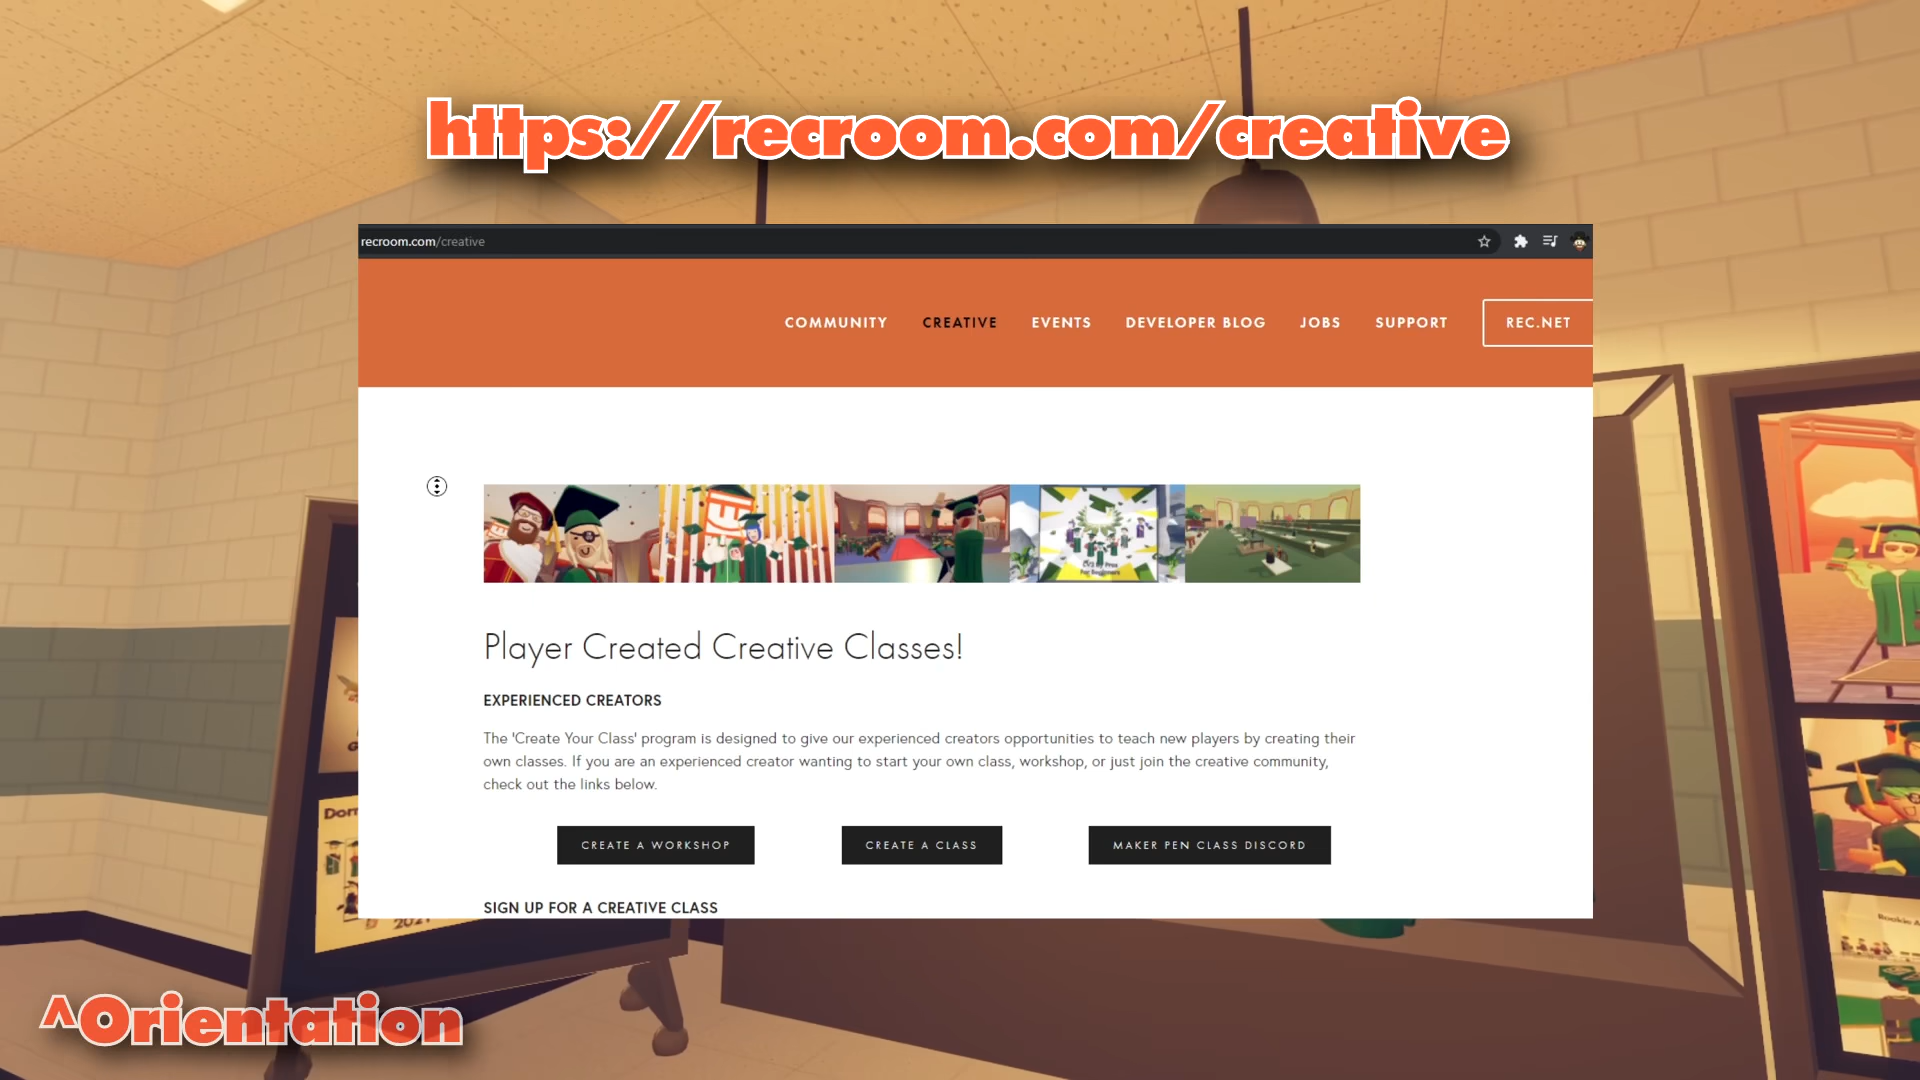 https://recroom.com/creative
recroom.com/creative
COMMUNITY CREATIVE EVENTS DEVELOPER BLOG JOBS SUPPORT REC.NET
Player Created Creative Classes!
EXPERIENCED CREATORS
The 'Create Your Class' program is designed to give our experienced creators opportunities to teach new players by creating their
own classes. If you are an experienced creator wanting to start your own class, workshop, or just join the creative community,
check out the links below.
CREATE A WORKSHOP CREATE A CLASS MAKER PEN CLASS DISCORD
SIGN UP FOR A CREATIVE CLASS
^Orientation